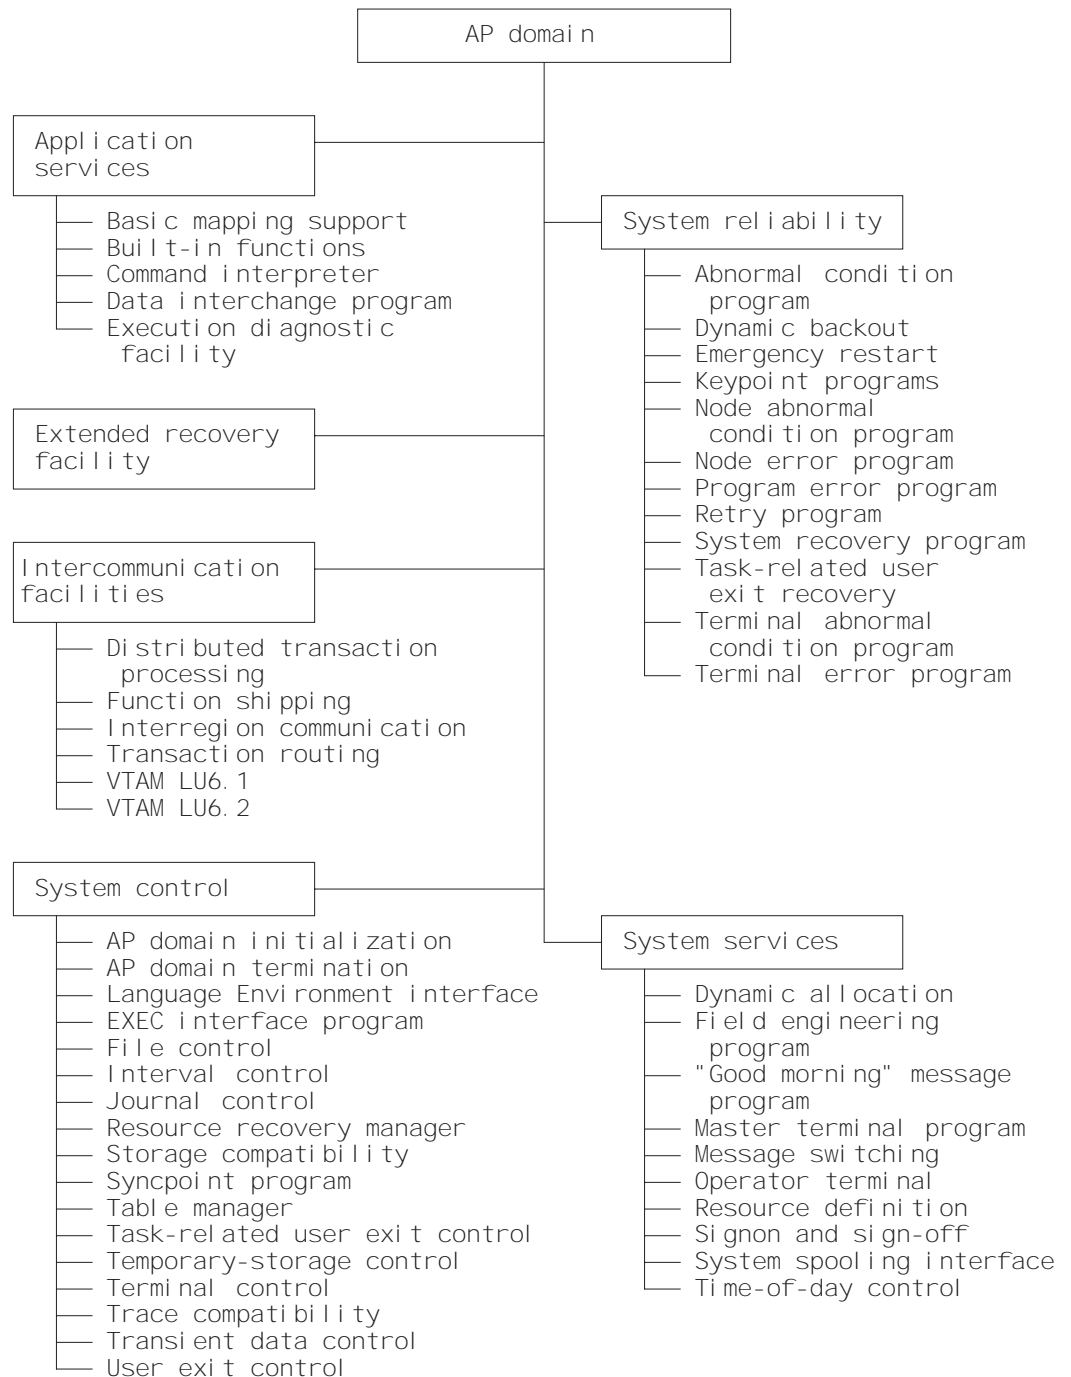 AP domain
Application
services
Basic mapping support
Built-in functions
Command interpreter
Data interchange program
Execution diagnostic
facility
Extended recovery
facility
Intercommunication
facilities
Distributed transaction
processing
Function shipping
Interregion communication
Transaction routing
VTAM LU6.1
VTAM LU6.2
System control
AP domain initialization
AP domain termination
Language Environment interface
EXEC interface program
File control
Interval control
Journal control
Resource recovery manager
Storage compatibility
Syncpoint program
Table manager
Task-related user exit control
Temporary-storage control
Terminal control
Trace compatibility
Transient data control
User exit control
System reliability
Abnormal condition
program
Dynamic backout
Emergency restart
Keypoint programs
Node abnormal
condition program
Node error program
Program error program
Retry program
System recovery program
Task-related user
exit recovery
Terminal abnormal
condition program
Terminal error program
System services
Dynamic allocation
Field engineering
program
"Good morning" message
program
Master terminal program
Message switching
Operator terminal
Resource definition
Signon and sign-off
System spooling interface
Time-of-day control